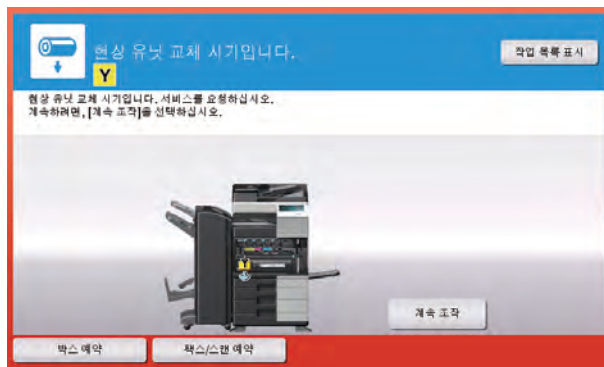 현상 유닛 교체 시기입니다.
Y
작업 목록 표시
현상 유닛 교체 시기입니다. 서비스를 요청하십시오.
계속하려면, [계속 조작]을 선택하십시오.
Y
계속 조작
박스 예약
팩스/스캔 예약